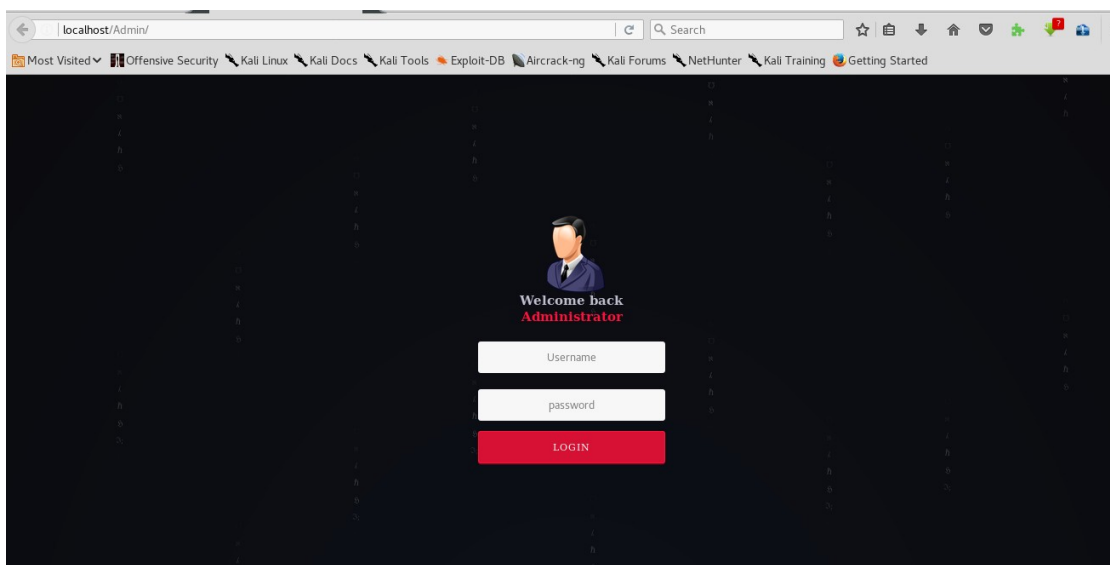 localhost/Admin/
Search
?
Most Visited Offensive Security Kali Linux Kali Docs Kali Tools Exploit-DB Aircrack-ng Kali Forums NetHunter Kali Training Getting Started
Welcome back
Administrator
Username
password
LOGIN